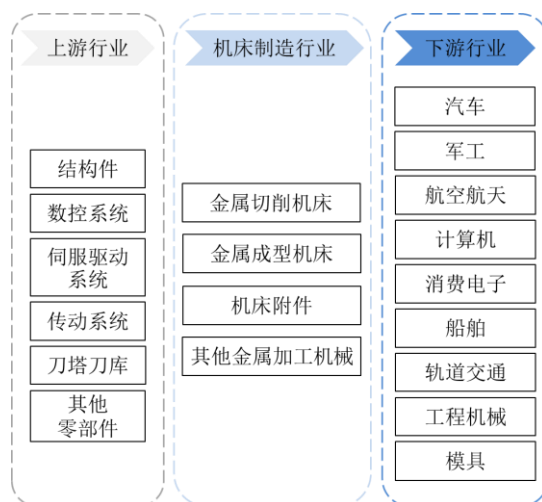 上游行业
结构件
数控系统
伺服驱动
系统
传动系统
刀塔刀库
其他
零部件
机床制造行业
金属切削机床
金属成型机床
机床附件
其他金属加工机械
下游行业
汽车
军工
航空航天
计算机
消费电子
船舶
轨道交通
工程机械
模具